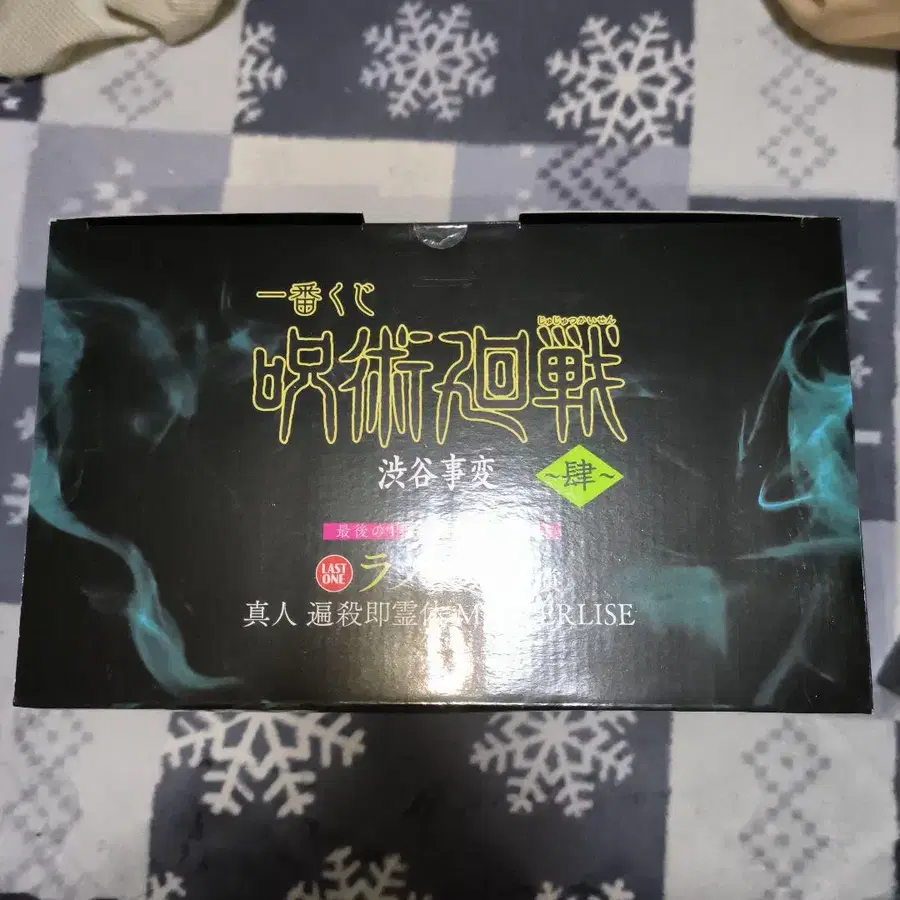 一番くじ
じゅじゅつかいせん
呪術廻戦
渋谷事変
～肆～
最後の
LAST
ONE
ラ
真人 遍殺即霊体